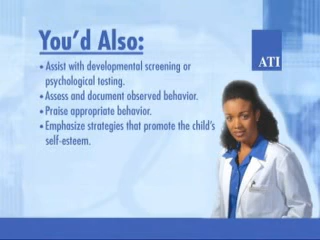 You'd Also:
• Assist with developmental screening or
psychological testing.
• Assess and document observed behavior.
• Praise appropriate behavior.
• Emphasize strategies that promote the child's
self-esteem.
ATI